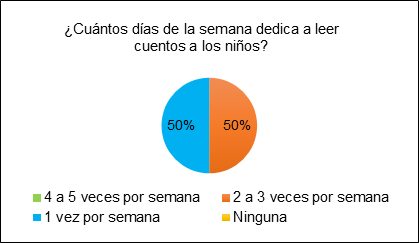 ¿Cuántos días de la semana dedica a leer
cuentos a los niños?
50% 50%
4 a 5 veces por semana 2 a 3 veces por semana
1 vez por semana Ninguna